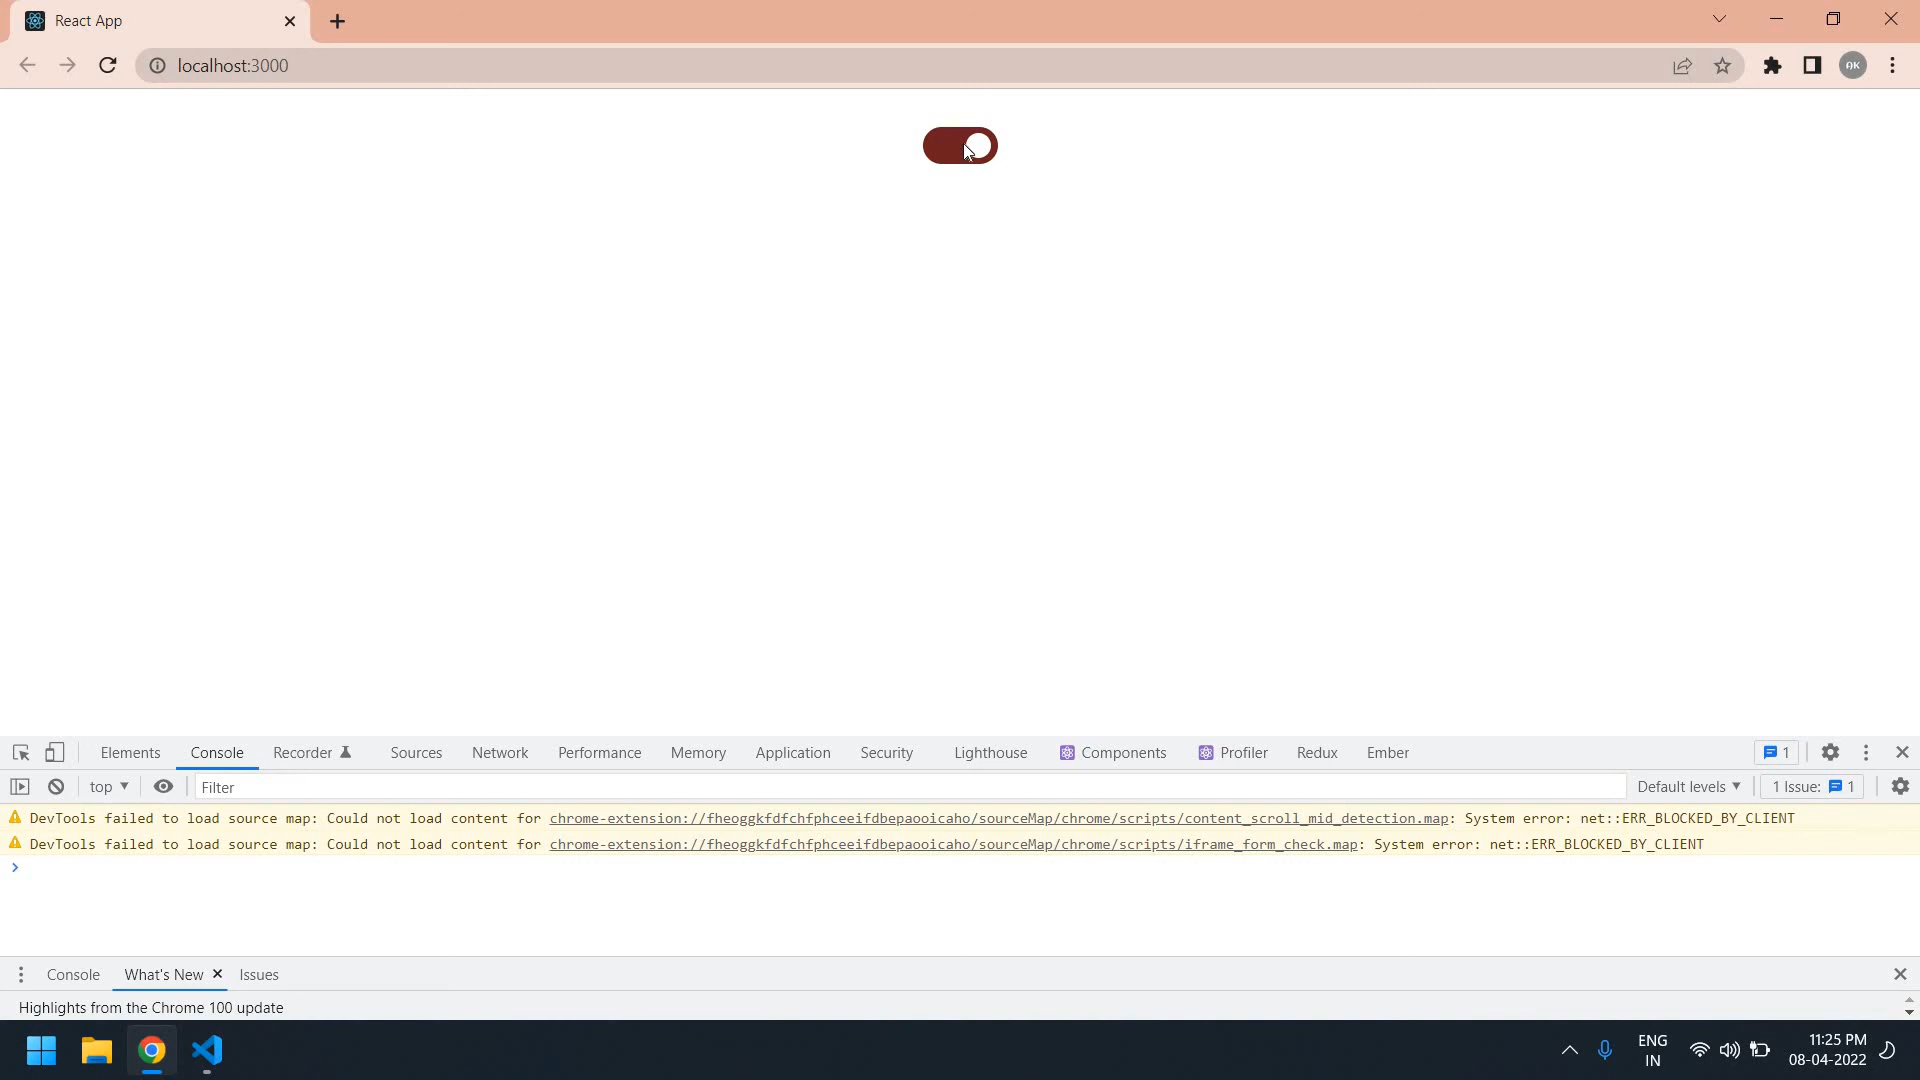 React App
localhost:3000
AK
Elements Console Recorder Sources Network Performance Memory Application Security Lighthouse Components Profiler Redux Ember 1
top Filter Default levels 1 Issue: 1
DevTools failed to load source map: Could not load content for chrome-extension://fheoggkfdfchfphceeifdbepaooicaho/sourceMap/chrome/scripts/content_scroll_mid_detection.map: System error: net::ERR_BLOCKED_BY_CLIENT
DevTools failed to load source map: Could not load content for chrome-extension://fheoggkfdfchfphceeifdbepaooicaho/sourceMap/chrome/scripts/iframe_form_check.map: System error: net::ERR_BLOCKED_BY_CLIENT
Console What's New Issues
Highlights from the Chrome 100 update
ENG 11:25 PM
IN 08-04-2022